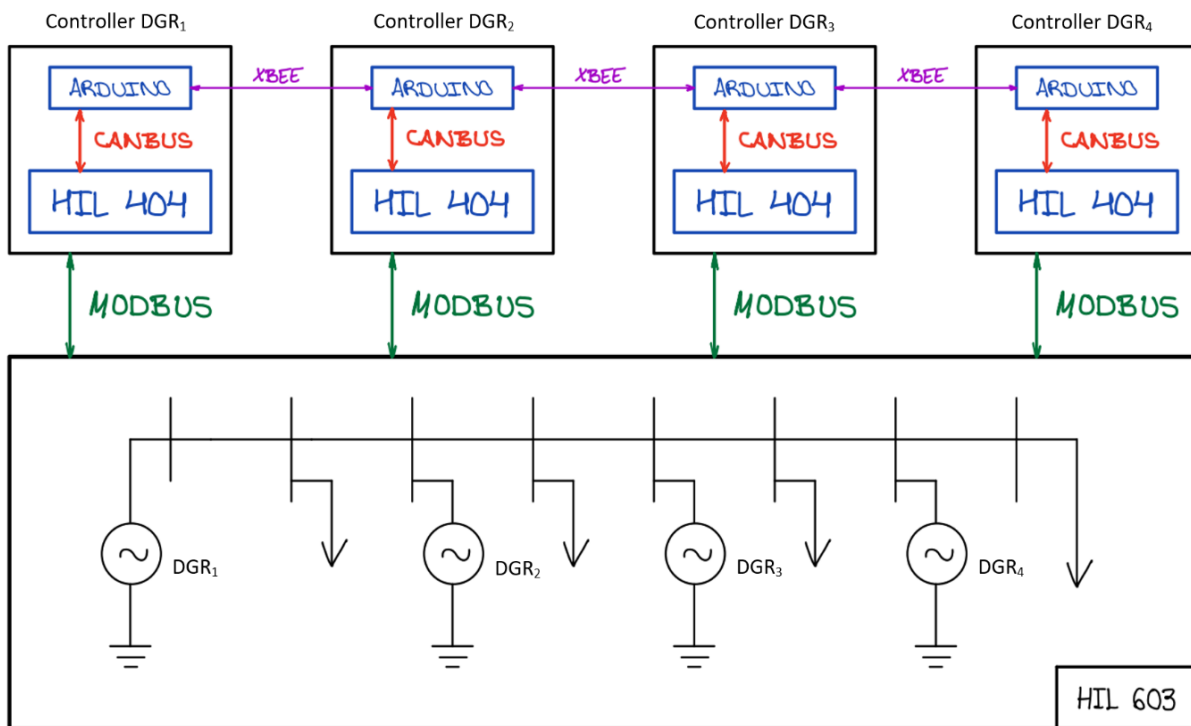 Controller DGR₁ Controller DGR₂ Controller DGR₃ Controller DGR₄
ARDUINO XBEE ARDUINO XBEE ARDUINO XBEE ARDUINO
CANBUS CANBUS CANBUS CANBUS
HIL 404 HIL 404 HIL 404 HIL 404
MODBUS MODBUS MODBUS MODBUS
DGR₁ DGR₂ DGR₃ DGR₄
HIL 603